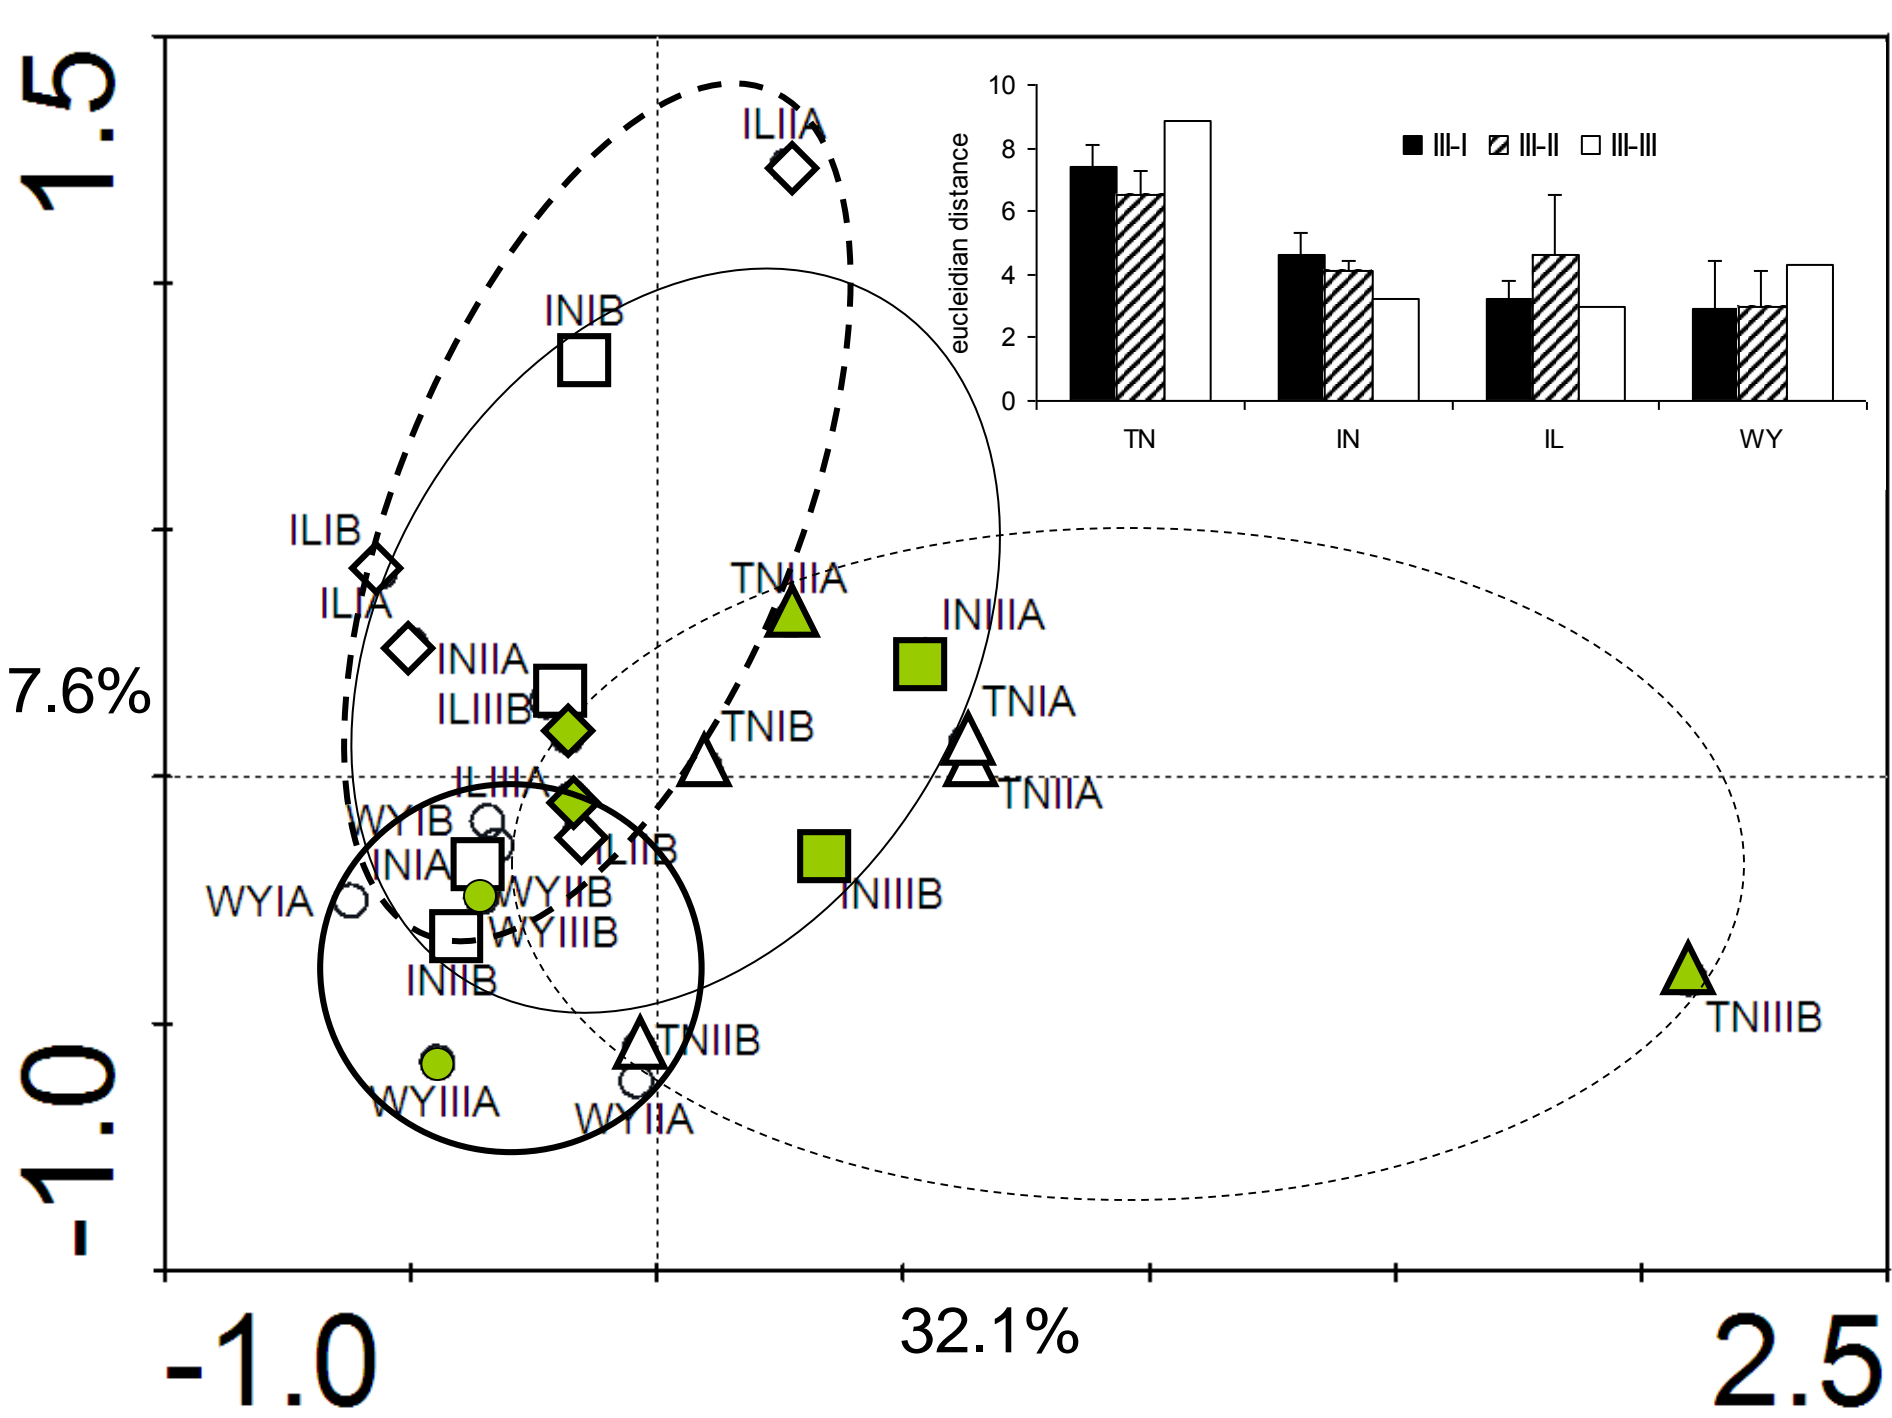 1.5
ILIIA
10
8
6
4
2
0
eucleidian distance
III-I
III-II
III-III
TN
IN
IL
WY
INIB
ILIB
ILIA
TNIIIA
INIIIA
INIIA
ILIIIB
TNIA
TNIB
7.6%
ILIIIA
TNIIA
WYIB
INIA
ILIIB
WYIA
WYIIB
INIIIB
WYIIIB
INIIB
TNIIIB
TNIIB
WYIIIA
WYIIA
-1.0
-1.0
32.1%
2.5